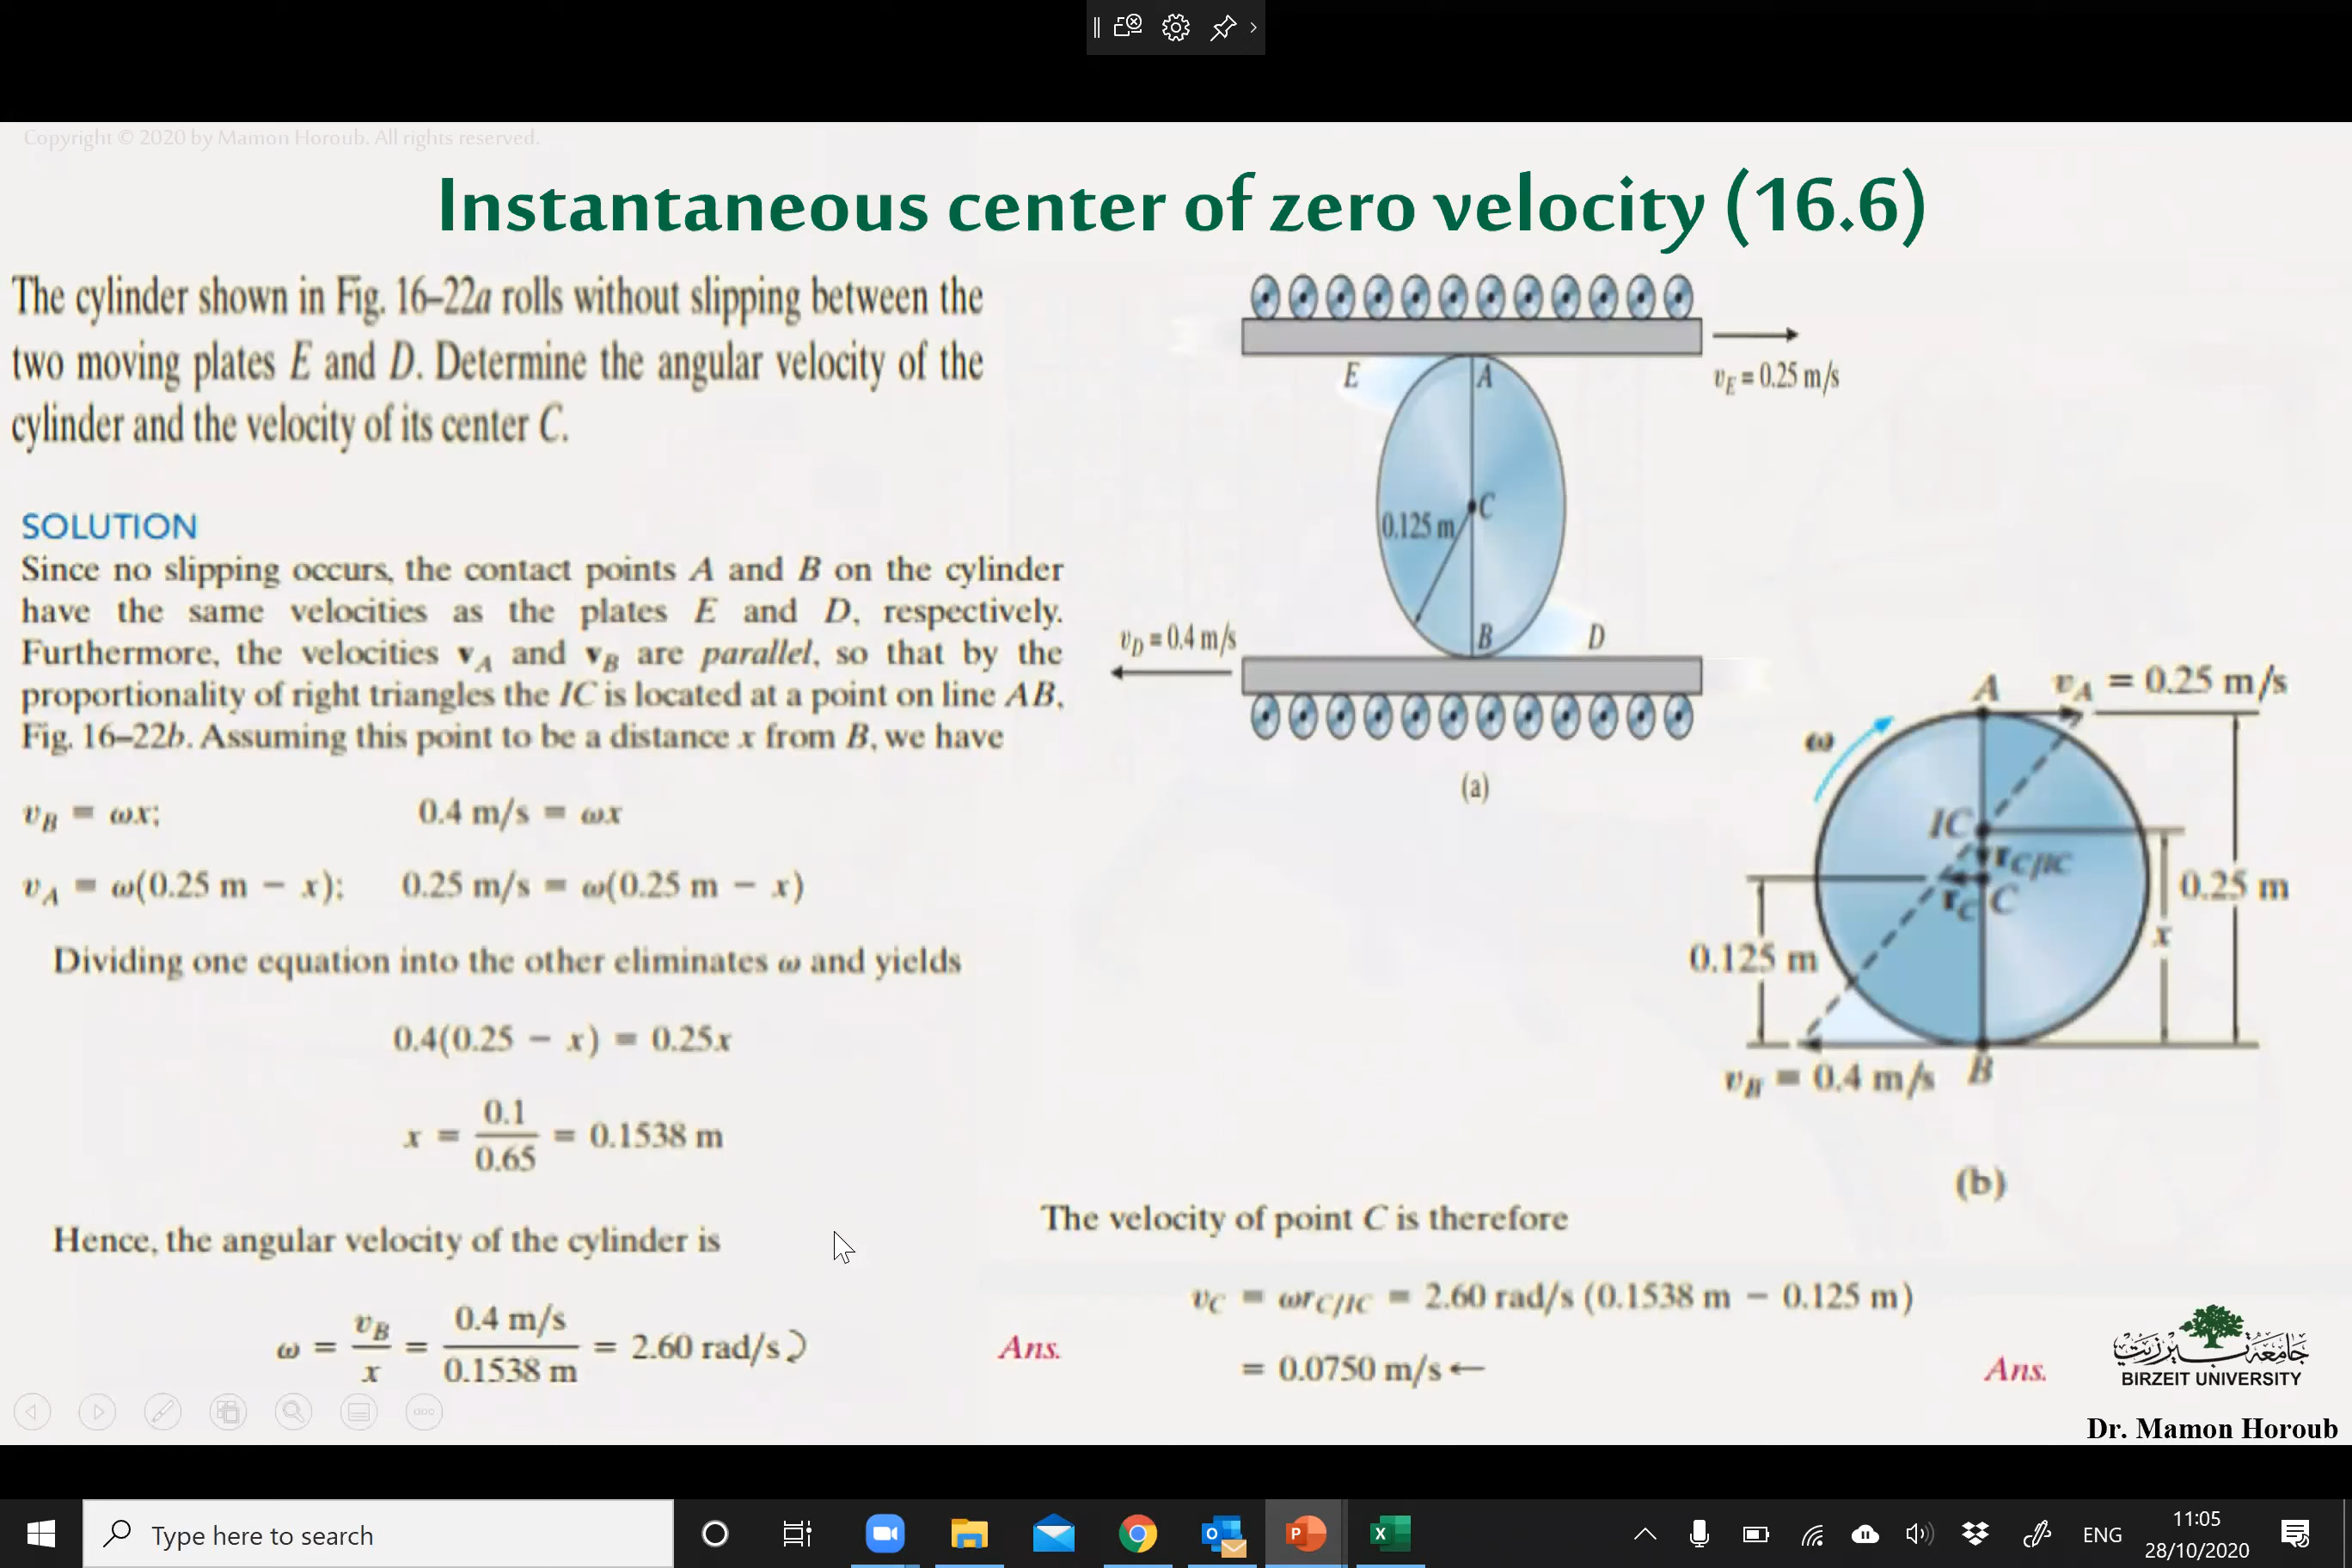 Copyright © 2020 by Mamon Horoub. All rights reserved.
Instantaneous center of zero velocity (16.6)
The cylinder shown in Fig. 16–22a rolls without slipping between the
two moving plates E and D. Determine the angular velocity of the
cylinder and the velocity of its center C.
SOLUTION
Since no slipping occurs, the contact points A and B on the cylinder
have the same velocities as the plates E and D, respectively.
Furthermore, the velocities v_A and v_B are parallel, so that by the
proportionality of right triangles the IC is located at a point on line AB,
Fig. 16–22b. Assuming this point to be a distance x from B, we have
v_B = ωx; 0.4 m/s = ωx
v_A = ω(0.25 m − x); 0.25 m/s = ω(0.25 m − x)
Dividing one equation into the other eliminates ω and yields
0.4(0.25 − x) = 0.25x
x = 0.1/0.65 = 0.1538 m
Hence, the angular velocity of the cylinder is
ω = v_B/x = 0.4 m/s / 0.1538 m = 2.60 rad/s⤸ Ans.
E
A
v_E = 0.25 m/s
C
0.125 m
v_D = 0.4 m/s
B
D
(a)
A v_A = 0.25 m/s
ω
IC
r_C/IC
0.25 m
r_C C
x
0.125 m
v_B = 0.4 m/s B
(b)
The velocity of point C is therefore
v_C = ωr_C/IC = 2.60 rad/s (0.1538 m − 0.125 m)
= 0.0750 m/s ← Ans.
جامعة بيرزيت
BIRZEIT UNIVERSITY
Dr. Mamon Horoub
Type here to search
ENG
11:05
28/10/2020